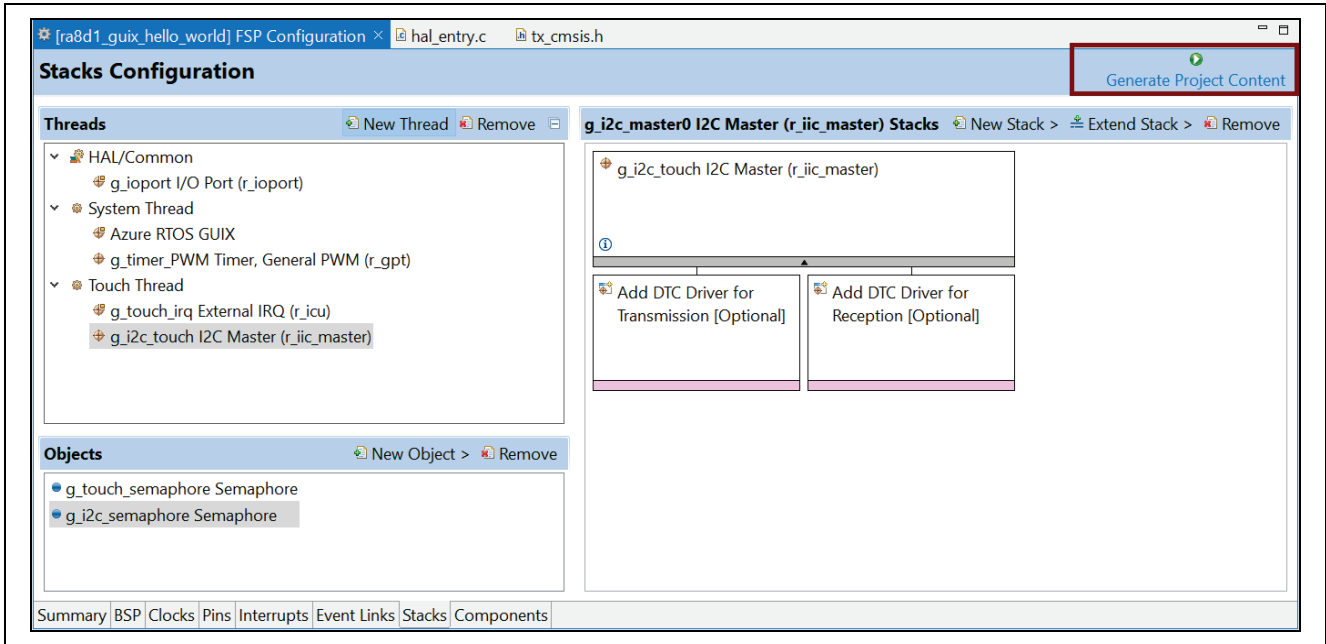 [ra8d1_guix_hello_world] FSP Configuration
hal_entry.c
tx_cmsis.h
Stacks Configuration
Generate Project Content
Threads
New Thread
Remove
HAL/Common
g_ioport I/O Port (r_ioport)
System Thread
Azure RTOS GUIX
g_timer_PWM Timer, General PWM (r_gpt)
Touch Thread
g_touch_irq External IRQ (r_icu)
g_i2c_touch I2C Master (r_iic_master)
Objects
New Object >
Remove
g_touch_semaphore Semaphore
g_i2c_semaphore Semaphore
g_i2c_master0 I2C Master (r_iic_master) Stacks
New Stack >
Extend Stack >
Remove
g_i2c_touch I2C Master (r_iic_master)
Add DTC Driver for
Transmission [Optional]
Add DTC Driver for
Reception [Optional]
Summary BSP Clocks Pins Interrupts Event Links Stacks Components